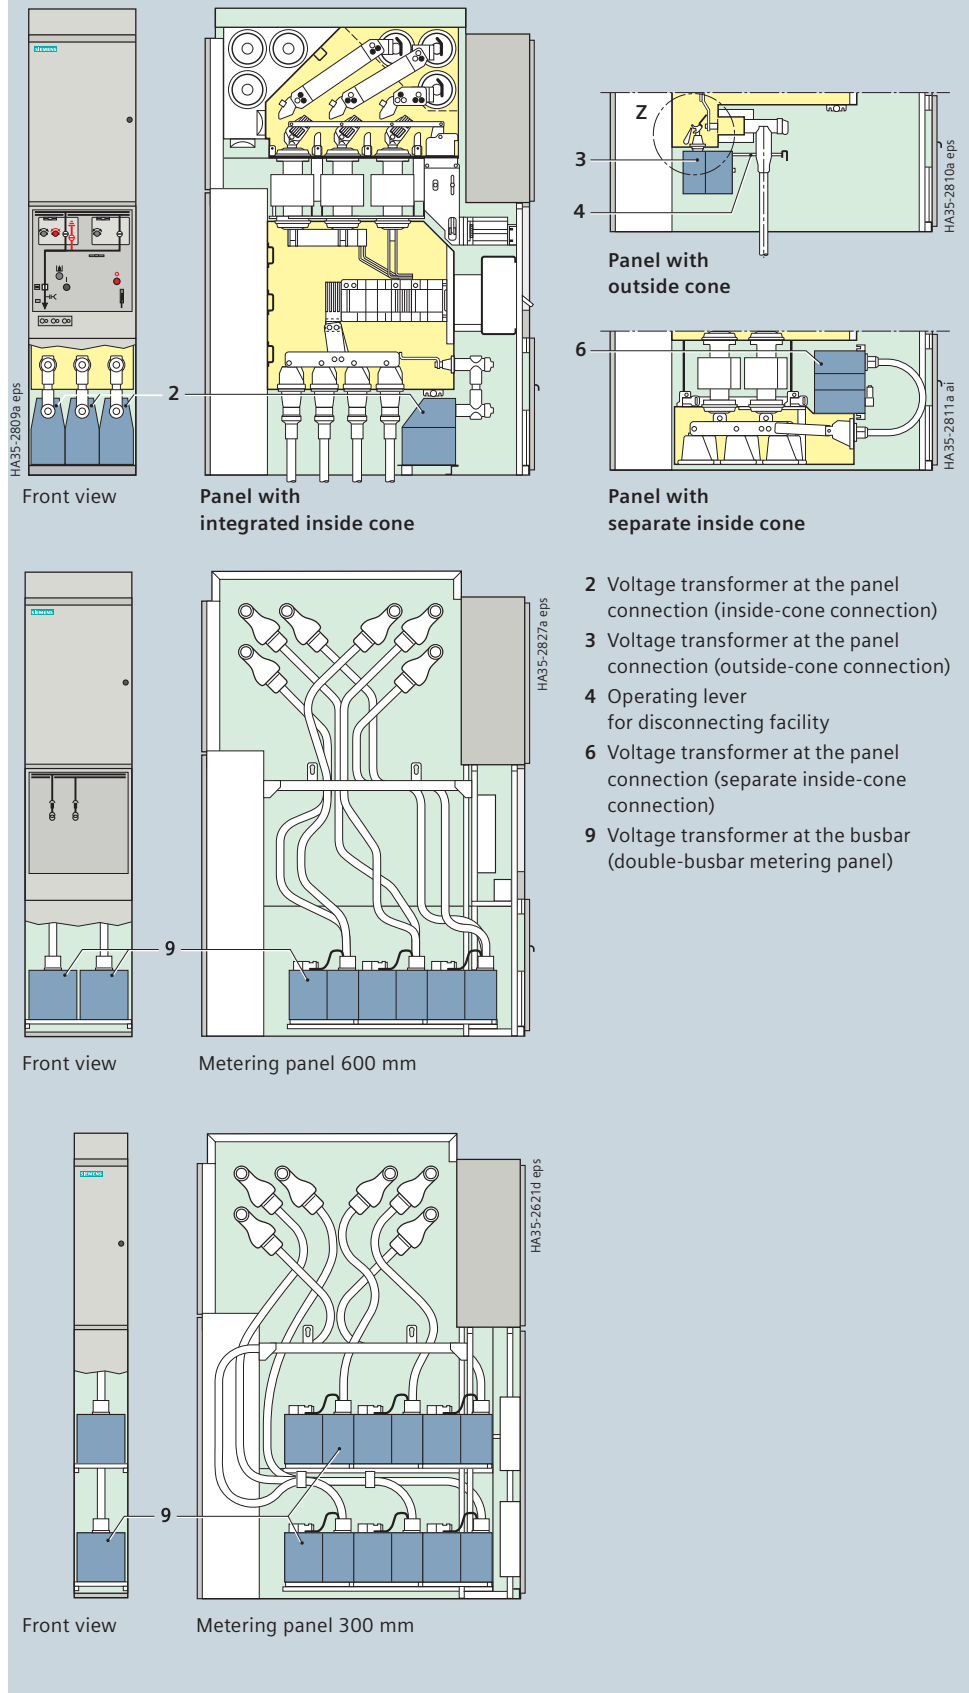 SIEMENS
HA35-2809a eps
2
Front view
Panel with
integrated inside cone
Z
3
4
HA35-2810a eps
Panel with
outside cone
6
HA35-2811a ai
Panel with
separate inside cone
SIEMENS
HA35-2827a eps
9
Front view
Metering panel 600 mm
2 Voltage transformer at the panel
connection (inside-cone connection)
3 Voltage transformer at the panel
connection (outside-cone connection)
4 Operating lever
for disconnecting facility
6 Voltage transformer at the panel
connection (separate inside-cone
connection)
9 Voltage transformer at the busbar
(double-busbar metering panel)
SIEMENS
HA35-2621d eps
9
Front view
Metering panel 300 mm